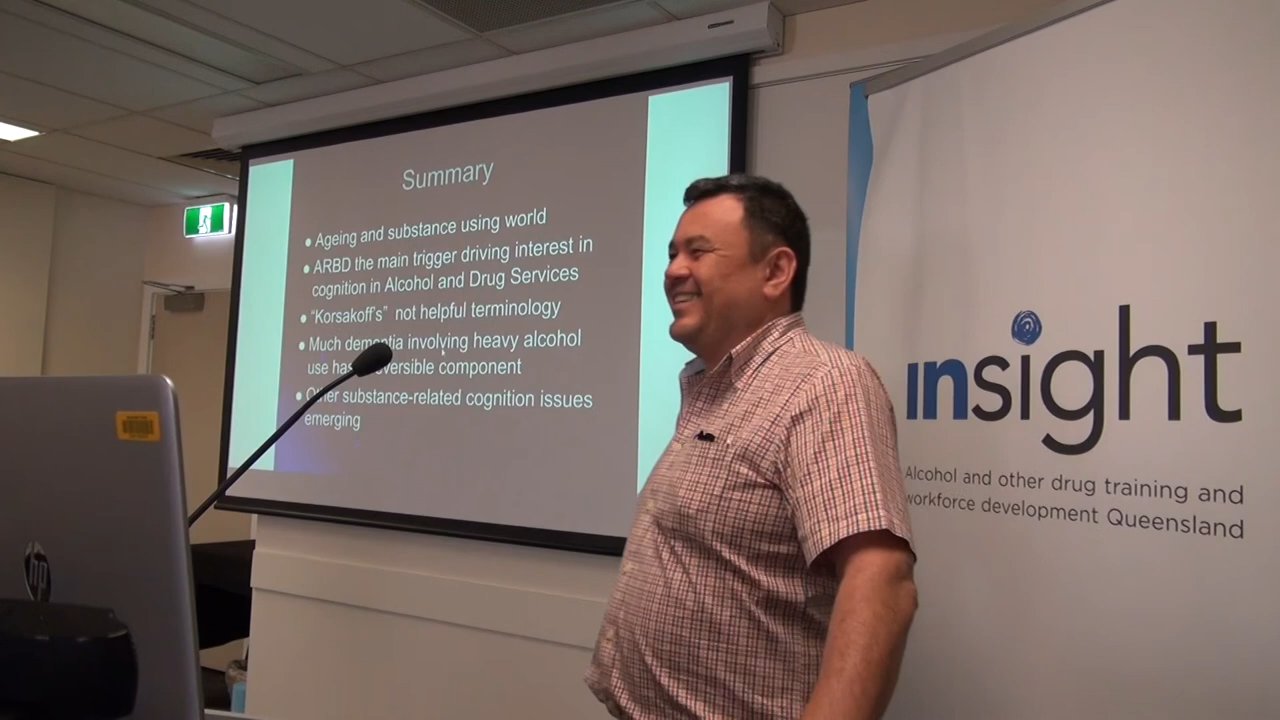 Summary
• Ageing and substance using world
• ARBD the main trigger driving interest in
cognition in Alcohol and Drug Services
• “Korsakoff's” not helpful terminology
• Much dementia involving heavy alcohol
use has reversible component
• Other substance-related cognition issues
emerging
insight
Alcohol and other drug training and
workforce development Queensland
hp